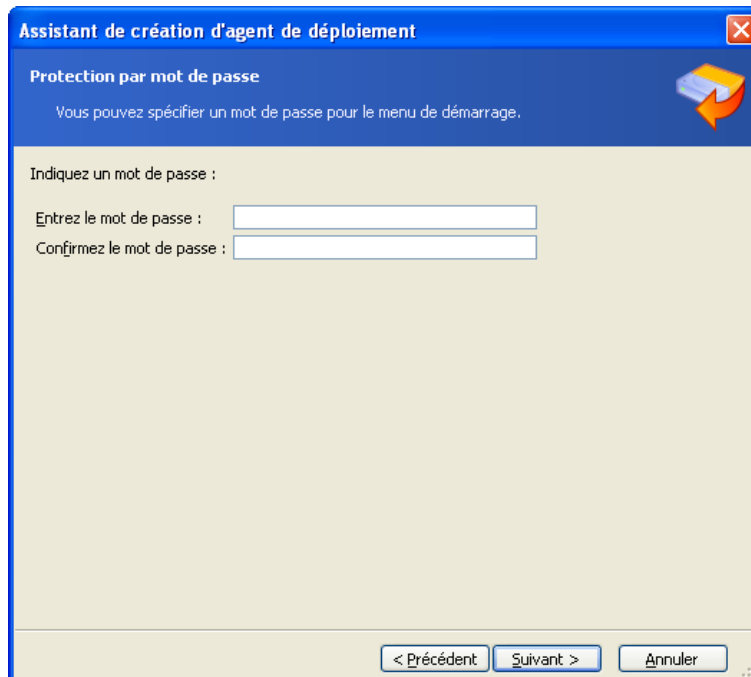 Assistant de création d'agent de déploiement
Protection par mot de passe
Vous pouvez spécifier un mot de passe pour le menu de démarrage.
Indiquez un mot de passe :
Entrez le mot de passe :
Confirmez le mot de passe :
< Précédent Suivant > Annuler